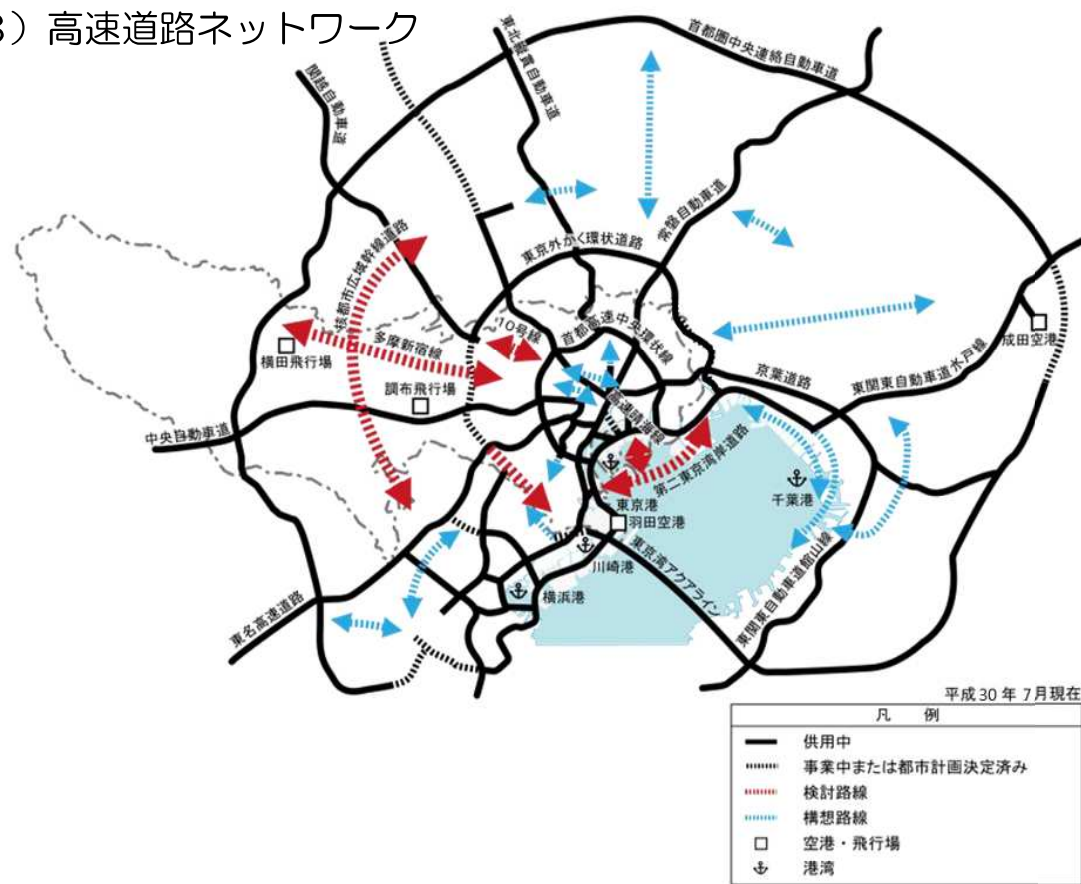 ）高速道路ネットワーク
首都圏中央連絡自動車道
東北縦貫自動車道
関越自動車道
常磐自動車道
東京外かく環状道路
核都市広域幹線道路
10号線
首都高速中央環状線
多摩新宿線
横田飛行場
調布飛行場
成田空港
京葉道路
東関東自動車道水戸線
高速晴海線
中央自動車道
第二東京湾岸道路
千葉港
東京港
羽田空港
川崎港
東京湾アクアライン
横浜港
東関東自動車道館山線
東名高速道路
平成30年7月現在
凡 例
供用中
事業中または都市計画決定済み
検討路線
構想路線
空港・飛行場
港湾